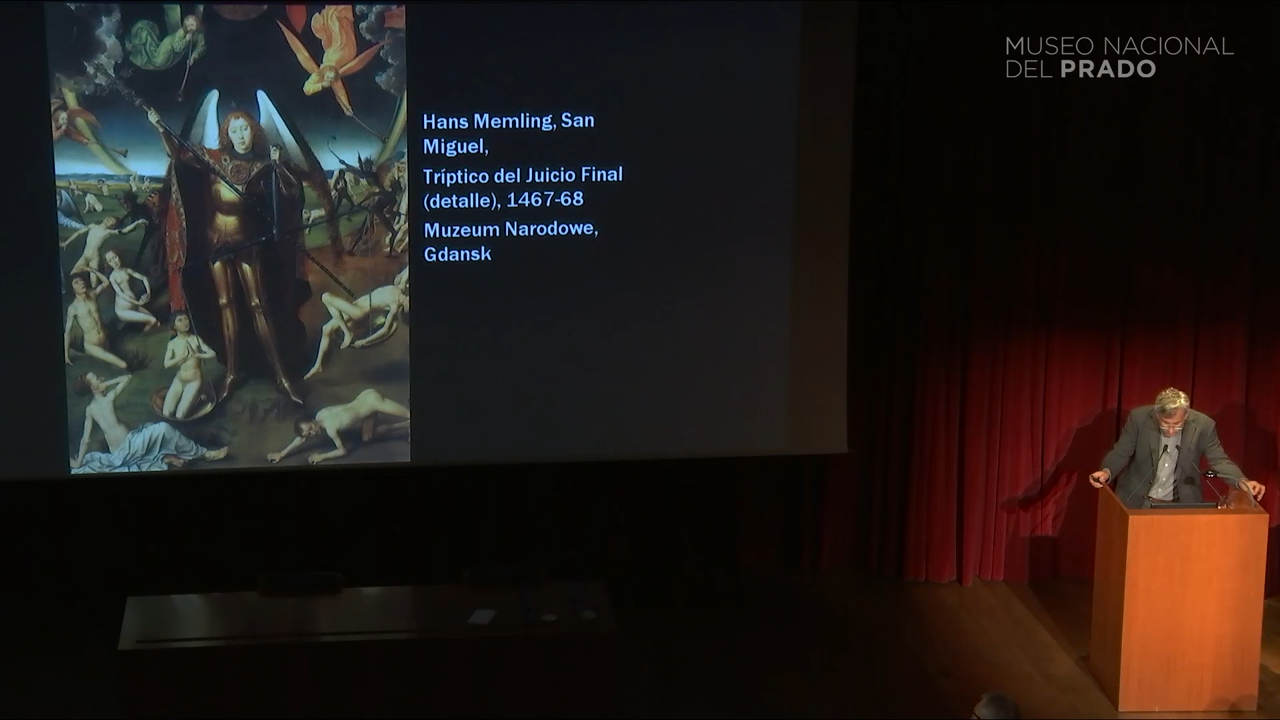 MUSEO NACIONAL
DEL PRADO
Hans Memling, San
Miguel,
Tríptico del Juicio Final
(detalle), 1467-68
Muzeum Narodowe,
Gdansk